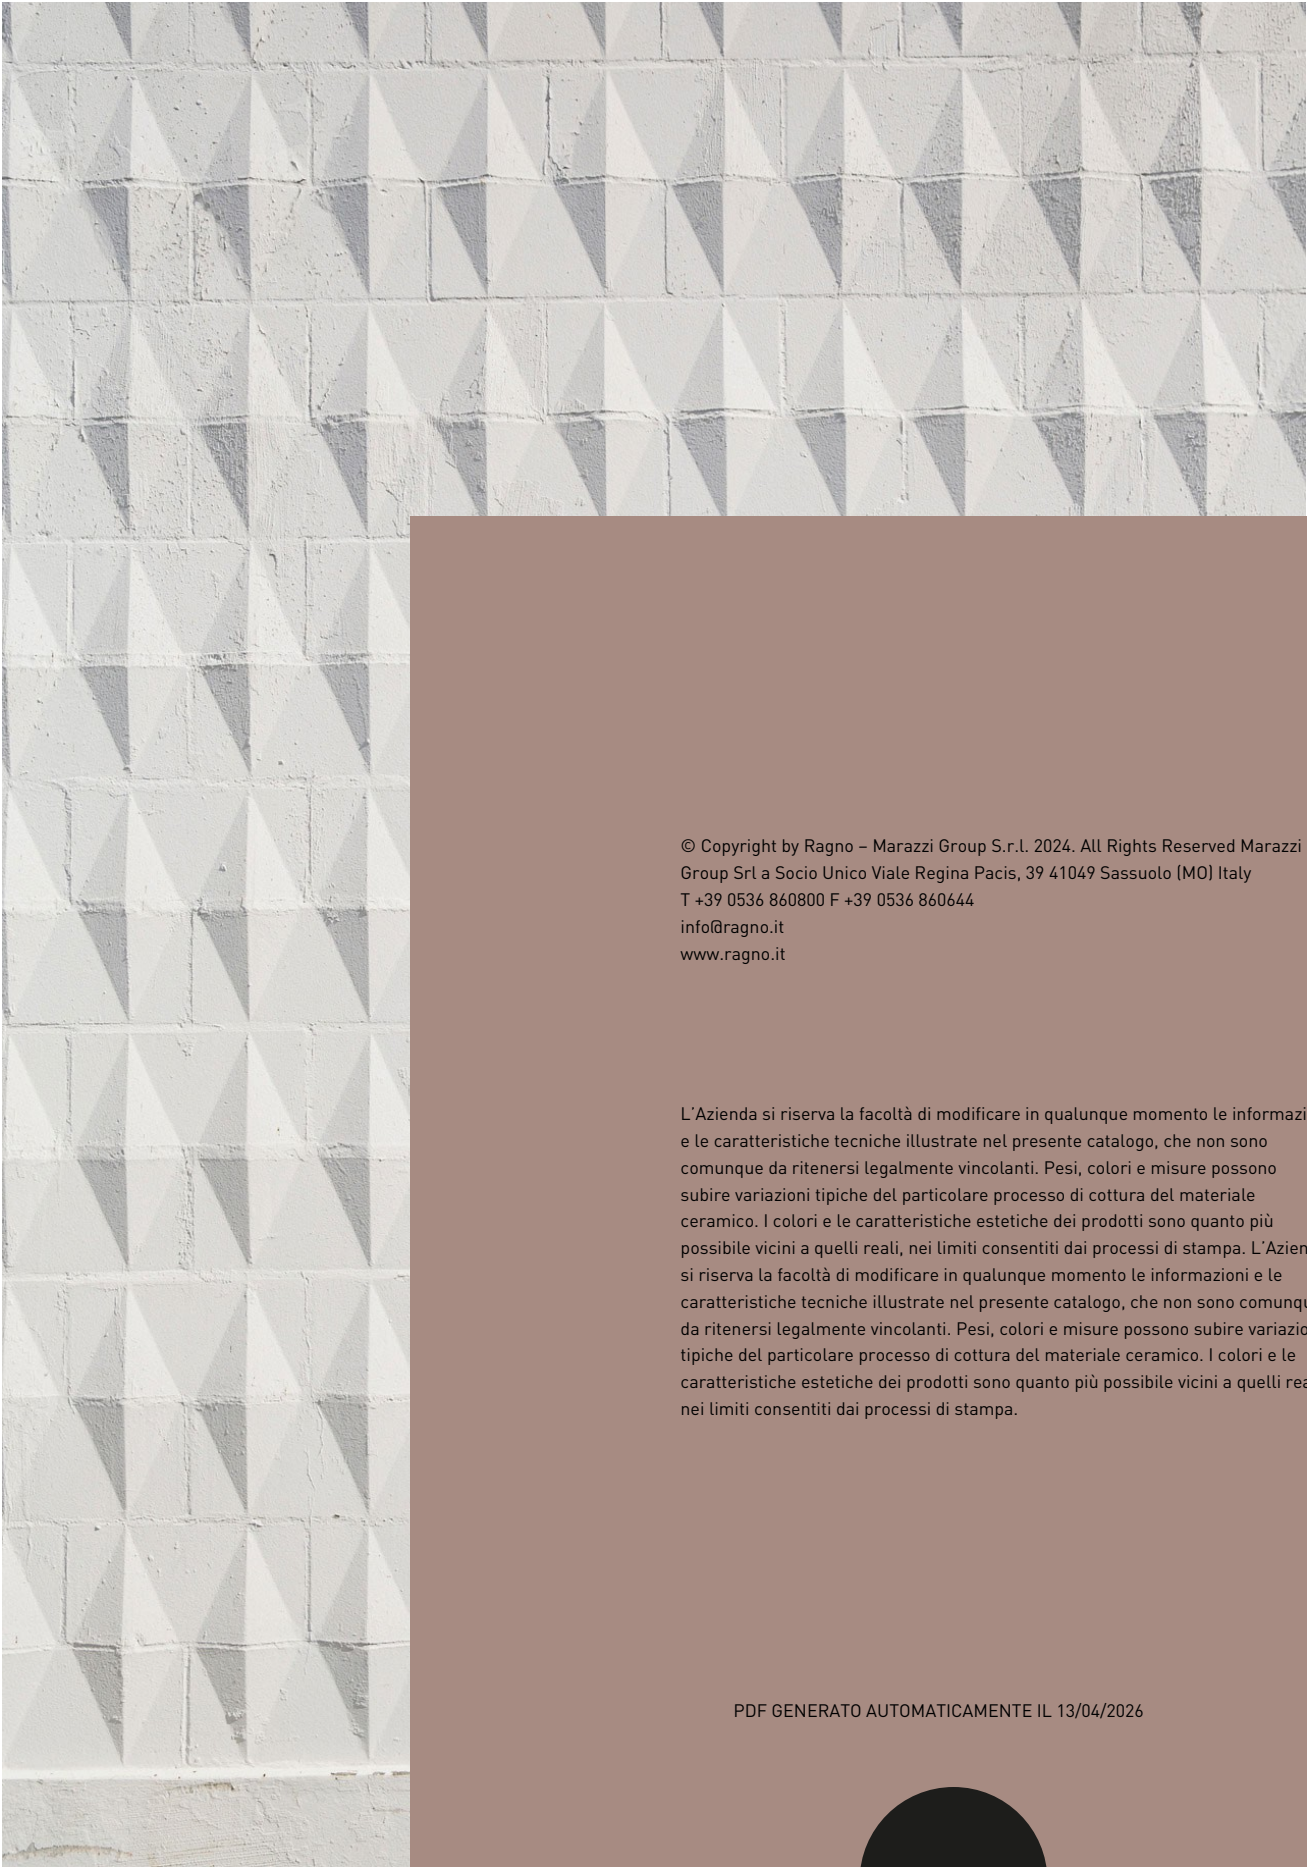 © Copyright by Ragno – Marazzi Group S.r.l. 2024. All Rights Reserved Marazzi
Group Srl a Socio Unico Viale Regina Pacis, 39 41049 Sassuolo (MO) Italy
T +39 0536 860800 F +39 0536 860644
info@ragno.it
www.ragno.it
L'Azienda si riserva la facoltà di modificare in qualunque momento le informazi
e le caratteristiche tecniche illustrate nel presente catalogo, che non sono
comunque da ritenersi legalmente vincolanti. Pesi, colori e misure possono
subire variazioni tipiche del particolare processo di cottura del materiale
ceramico. I colori e le caratteristiche estetiche dei prodotti sono quanto più
possibile vicini a quelli reali, nei limiti consentiti dai processi di stampa. L'Azien
si riserva la facoltà di modificare in qualunque momento le informazioni e le
caratteristiche tecniche illustrate nel presente catalogo, che non sono comunqu
da ritenersi legalmente vincolanti. Pesi, colori e misure possono subire variazio
tipiche del particolare processo di cottura del materiale ceramico. I colori e le
caratteristiche estetiche dei prodotti sono quanto più possibile vicini a quelli rea
nei limiti consentiti dai processi di stampa.
PDF GENERATO AUTOMATICAMENTE IL 13/04/2026